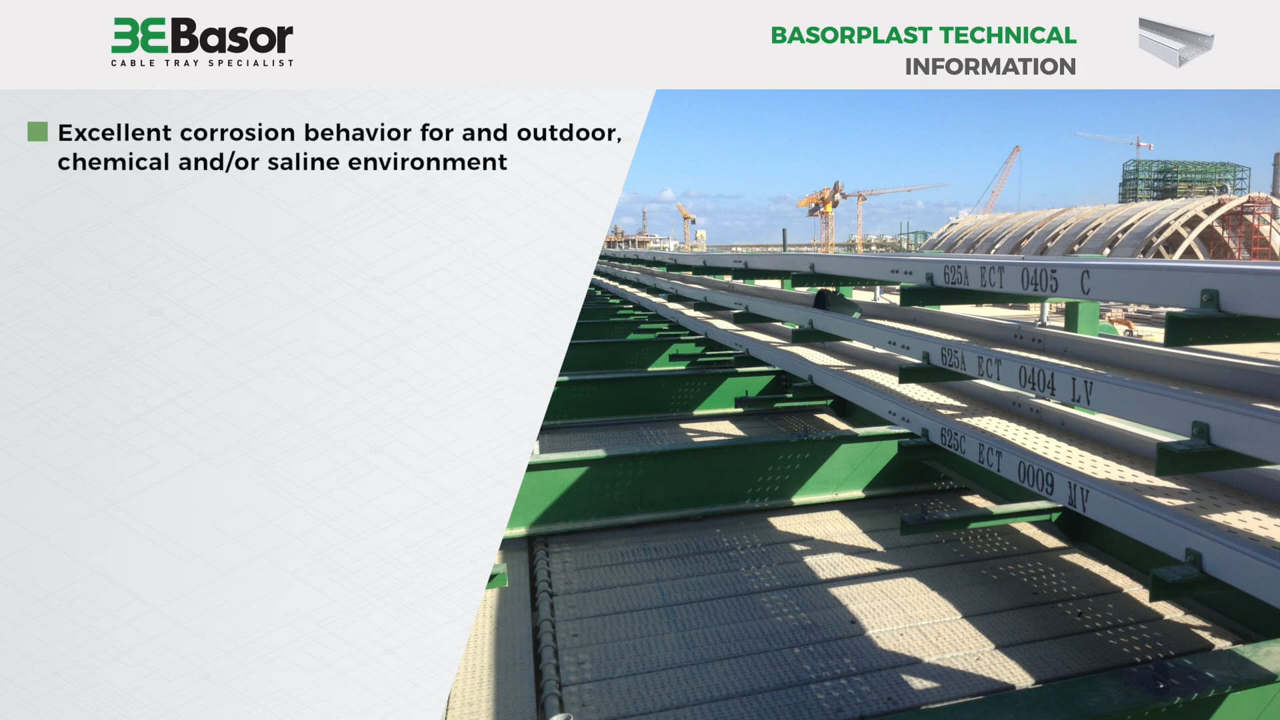 BEBasor
CABLE TRAY SPECIALIST
BASORPLAST TECHNICAL
INFORMATION
Excellent corrosion behavior for and outdoor,
chemical and/or saline environment
625A ECT 0405 C
625A ECT 0404 LV
625C ECT 0009 MV